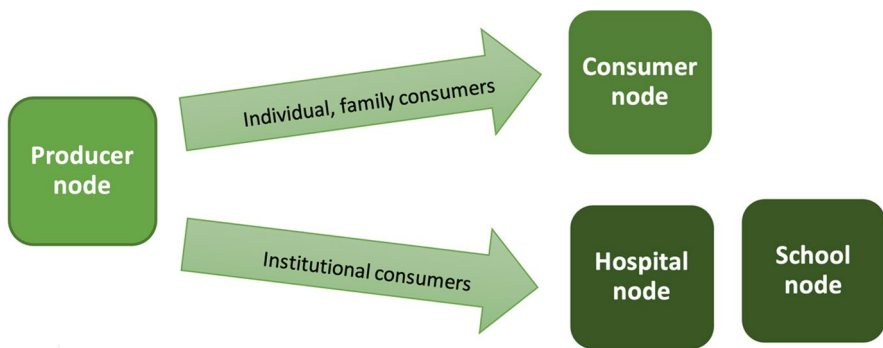 Producer
node
Individual, family consumers
Consumer
node
Institutional consumers
Hospital
node
School
node